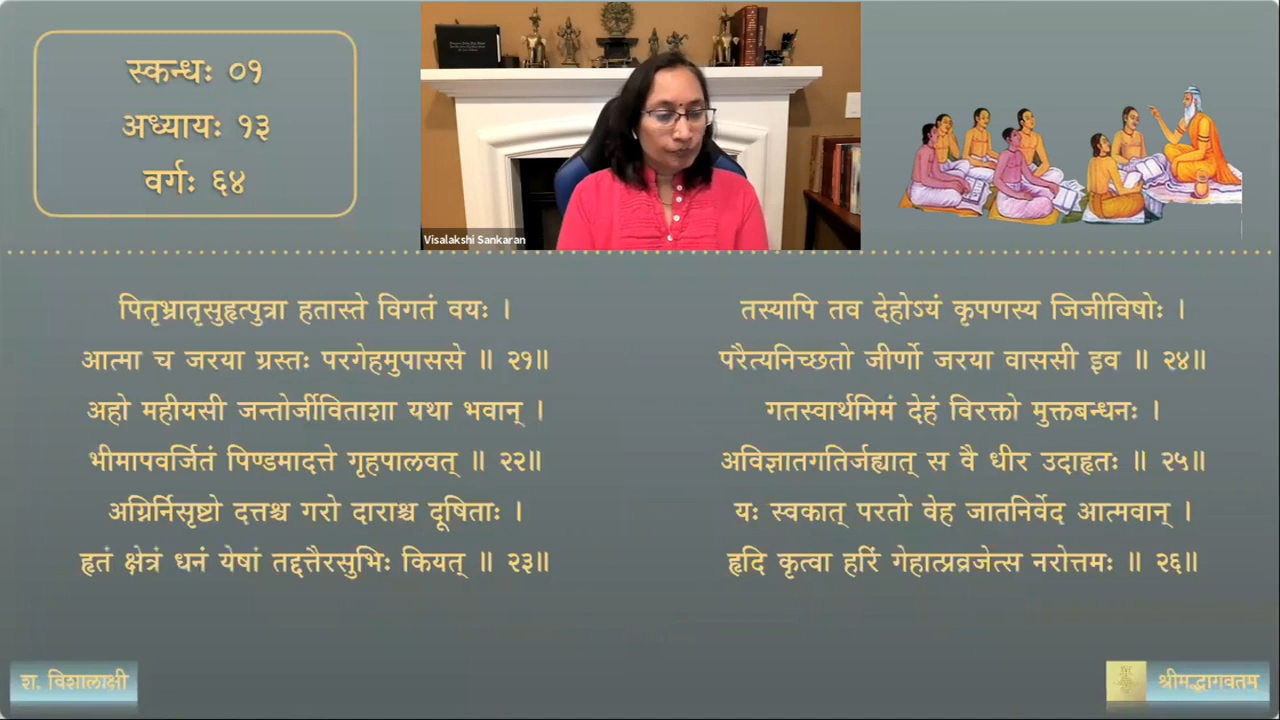 स्कन्धः ०१
अध्यायः १३
वर्गः ६४
Visalakshi Sankaran
पितृभ्रातृसुहृत्पुत्रा हतास्ते विगतं वयः ।
आत्मा च जरया ग्रस्तः परगेहमुपाससे ॥ २१॥
अहो महीयसी जन्तोर्जीविताशा यथा भवान् ।
भीमापवर्जितं पिण्डमादत्ते गृहपालवत् ॥ २२॥
अग्निर्निसृष्टो दत्तश्च गरो दाराश्च दूषिताः ।
हृतं क्षेत्रं धनं येषां तद्दत्तैरसुभिः कियत् ॥ २३॥
तस्यापि तव देहोऽयं कृपणस्य जिजीविषोः ।
परैत्यनिच्छतो जीर्णो जरया वाससी इव ॥ २४॥
गतस्वार्थमिमं देहं विरक्तो मुक्तबन्धनः ।
अविज्ञातगतिर्जह्यात् स वै धीर उदाहृतः ॥ २५॥
यः स्वकात् परतो वेह जातनिर्वेद आत्मवान् ।
हृदि कृत्वा हरिं गेहात्प्रव्रजेत्स नरोत्तमः ॥ २६॥
श. विशालाक्षी
श्रीमद्भागवतम्